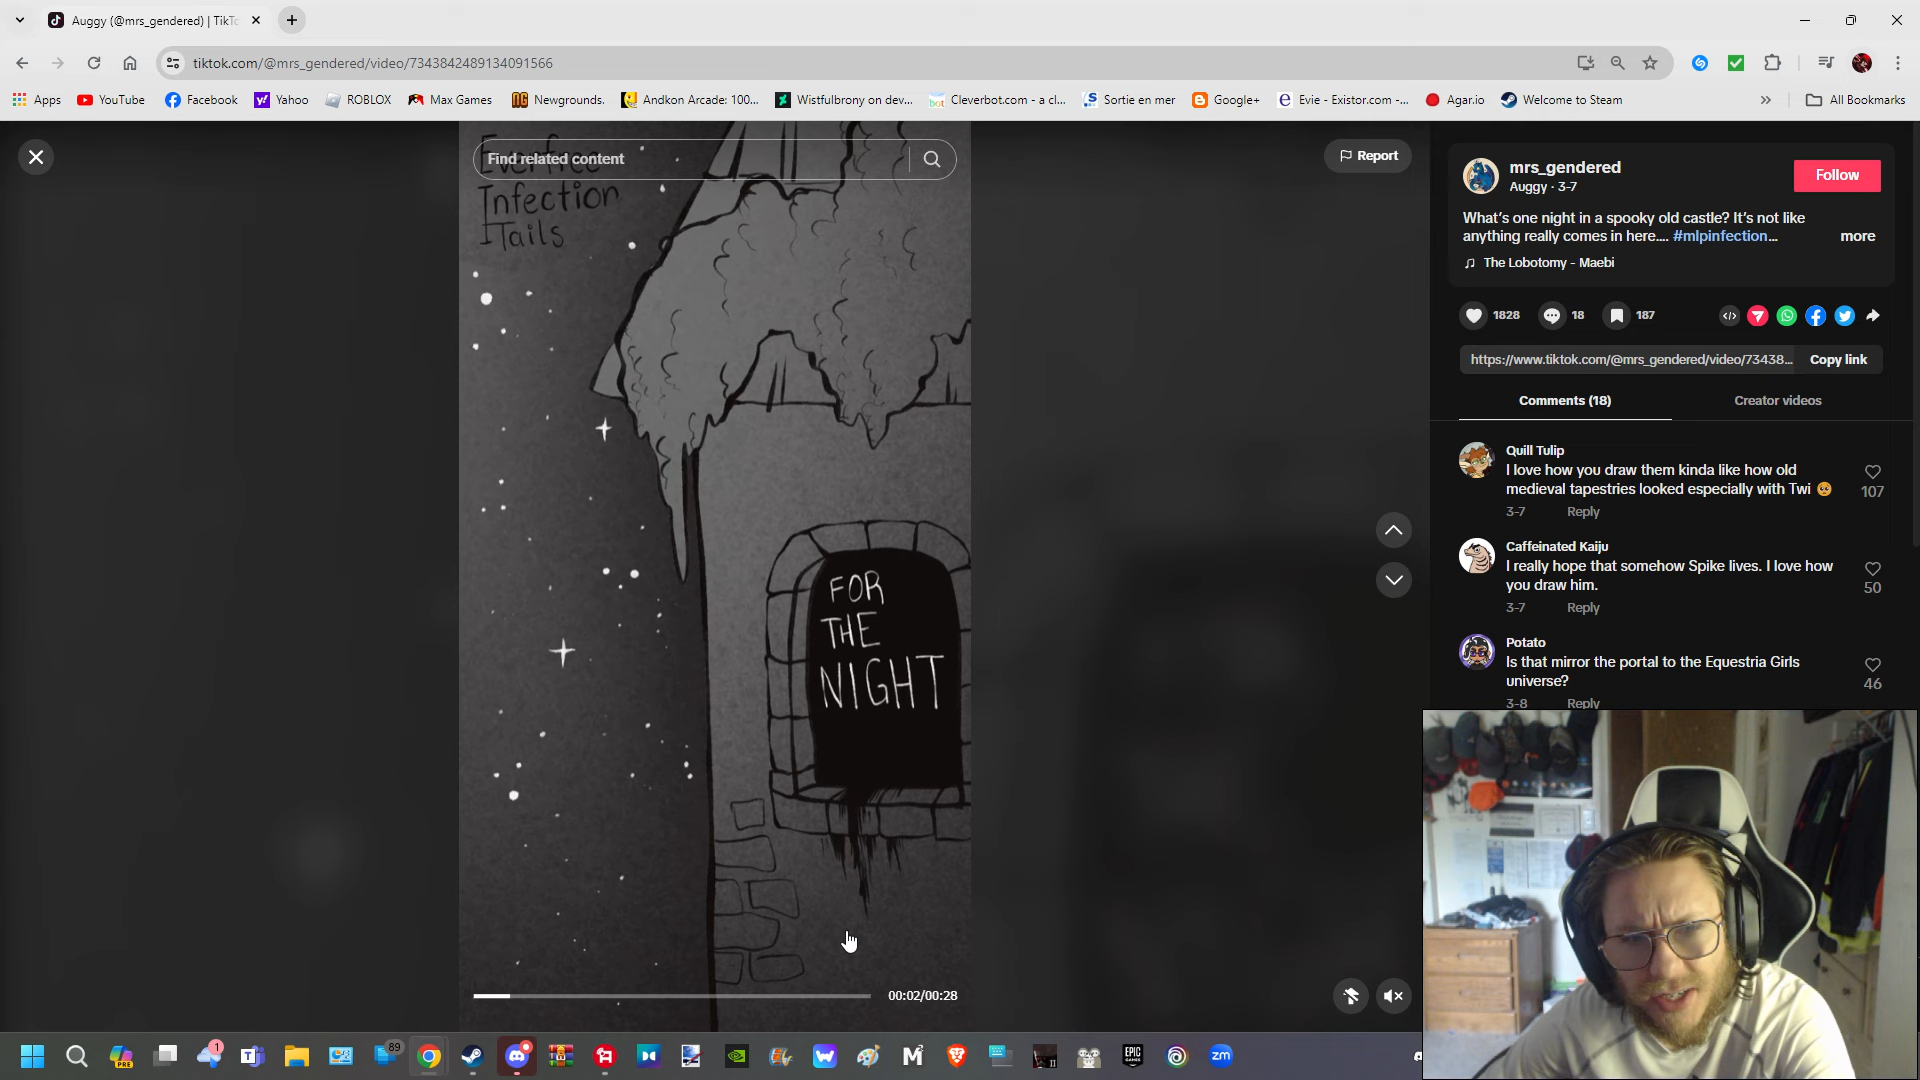 Auggy (@mrs_gendered) | TikT
tiktok.com/@mrs_gendered/video/7343842489134091566
Apps
YouTube
Facebook
Yahoo
ROBLOX
Max Games
Newgrounds.
Andkon Arcade: 100...
Wistfulbrony on dev...
Cleverbot.com - a cl...
Sortie en mer
Google+
Evie - Existor.com -...
Agar.io
Welcome to Steam
All Bookmarks
Everfree
Infection
Tails
Find related content
Report
FOR
THE
NIGHT
00:02/00:28
mrs_gendered
Auggy · 3-7
Follow
What's one night in a spooky old castle? It's not like
anything really comes in here.... #mlpinfection...
more
The Lobotomy - Maebi
1828
18
187
https://www.tiktok.com/@mrs_gendered/video/73438...
Copy link
Comments (18)
Creator videos
Quill Tulip
I love how you draw them kinda like how old
medieval tapestries looked especially with Twi 🥺
107
3-7 Reply
Caffeinated Kaiju
I really hope that somehow Spike lives. I love how
you draw him.
50
3-7 Reply
Potato
Is that mirror the portal to the Equestria Girls
universe?
46
3-8 Reply
PRE
1
89
EPIC
GAMES
zm